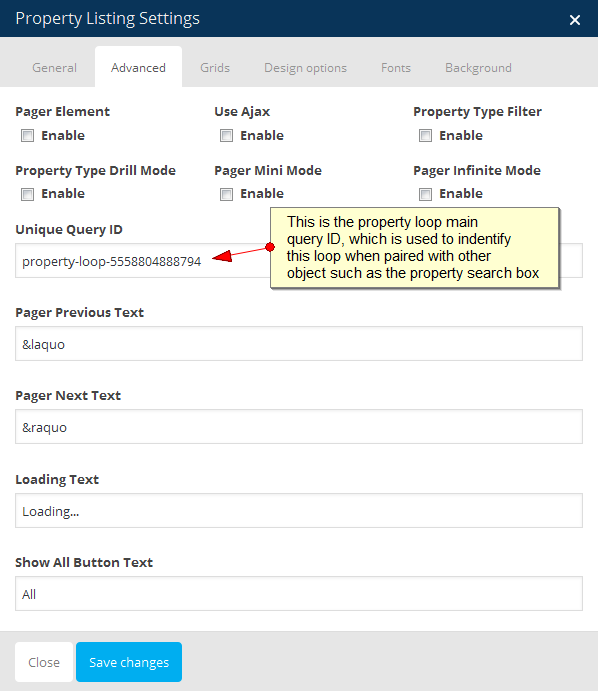 Property Listing Settings ×
General Advanced Grids Design options Fonts Background
Pager Element Use Ajax Property Type Filter
Enable Enable Enable
Property Type Drill Mode Pager Mini Mode Pager Infinite Mode
Enable Enable Enable
Unique Query ID
property-loop-5558804888794
This is the property loop main
query ID, which is used to indentify
this loop when paired with other
object such as the property search box
Pager Previous Text
&laquo
Pager Next Text
&raquo
Loading Text
Loading...
Show All Button Text
All
Close Save changes